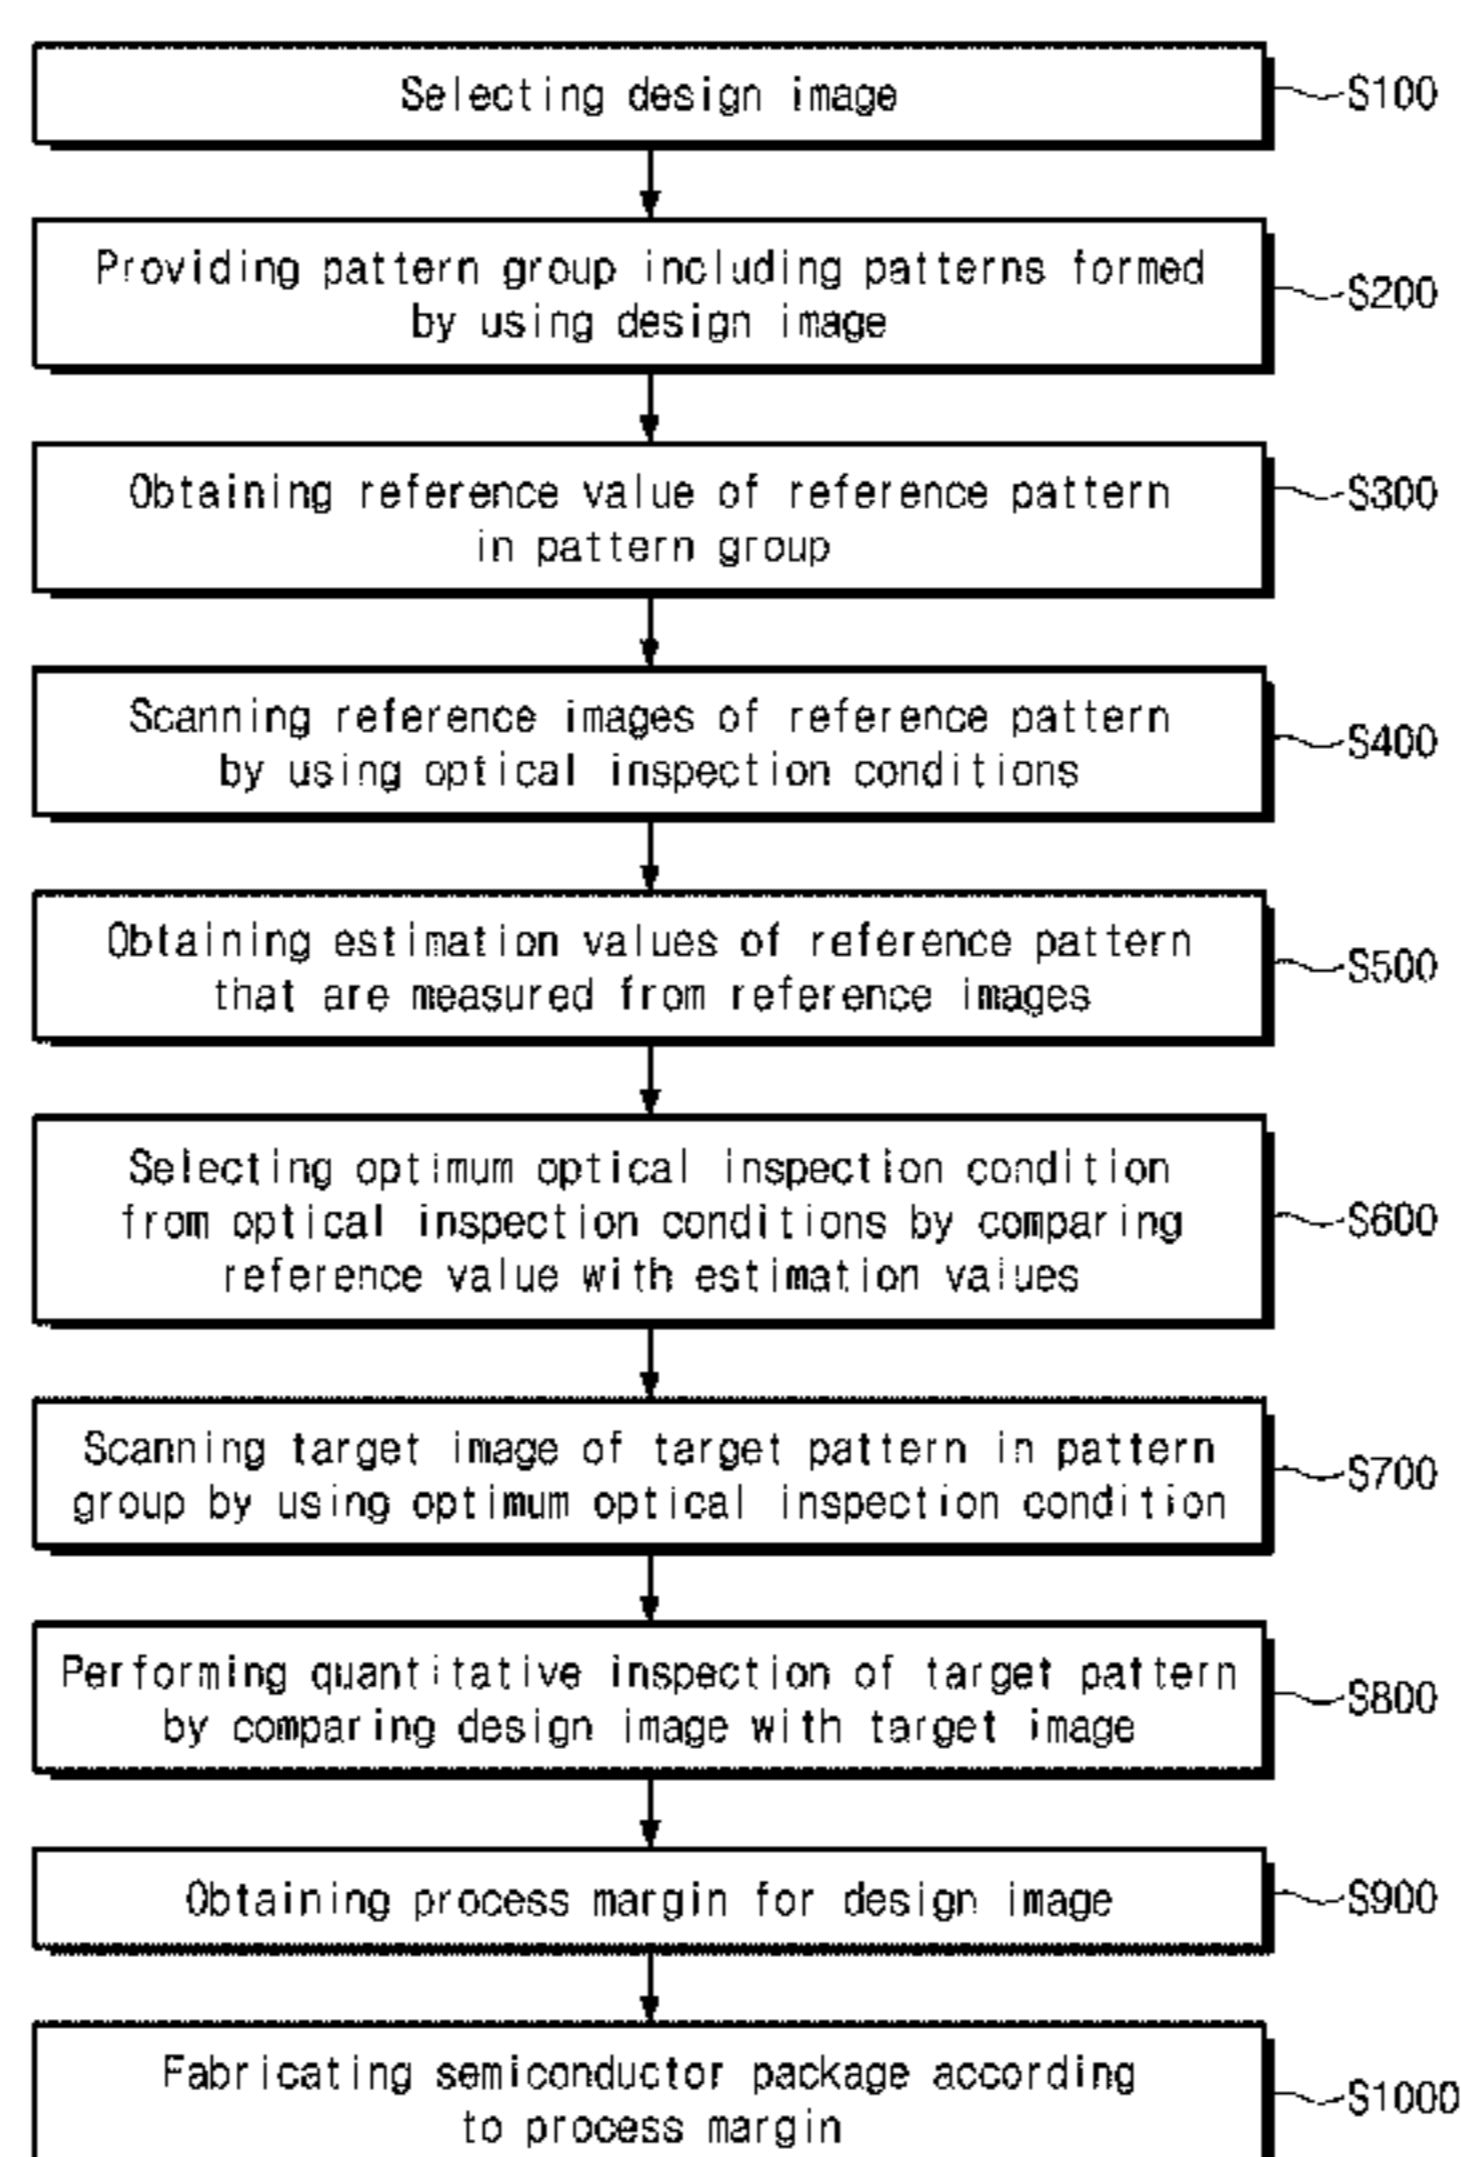 Selecting design image
S100
Providing pattern group including patterns formed
by using design image
S200
Obtaining reference value of reference pattern
in pattern group
S300
Scanning reference images of reference pattern
by using optical inspection conditions
S400
Obtaining estimation values of reference pattern
that are measured from reference images
S500
Selecting optimum optical inspection condition
from optical inspection conditions by comparing
reference value with estimation values
S600
Scanning target image of target pattern in pattern
group by using optimum optical inspection condition
S700
Performing quantitative inspection of target pattern
by comparing design image with target image
S800
Obtaining process margin for design image
S900
Fabricating semiconductor package according
to process margin
S1000